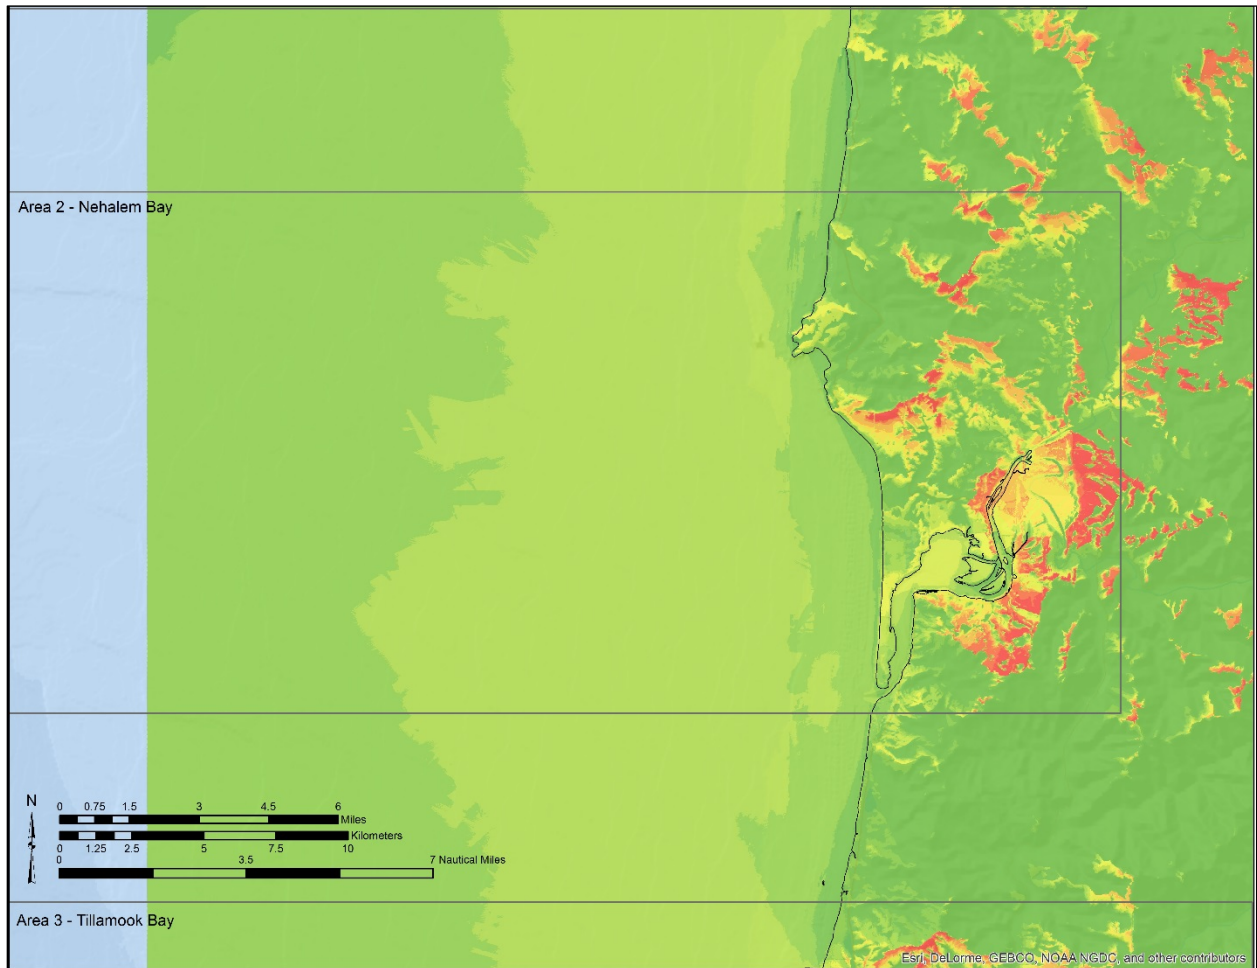 Area 2 - Nehalem Bay
N
0 0.75 1.5 3 4.5 6
Miles
Kilometers
0 1.25 2.5 5 7.5 10
0 3.5 7 Nautical Miles
Area 3 - Tillamook Bay
Esri, DeLorme, GEBCO, NOAA NGDC, and other contributors